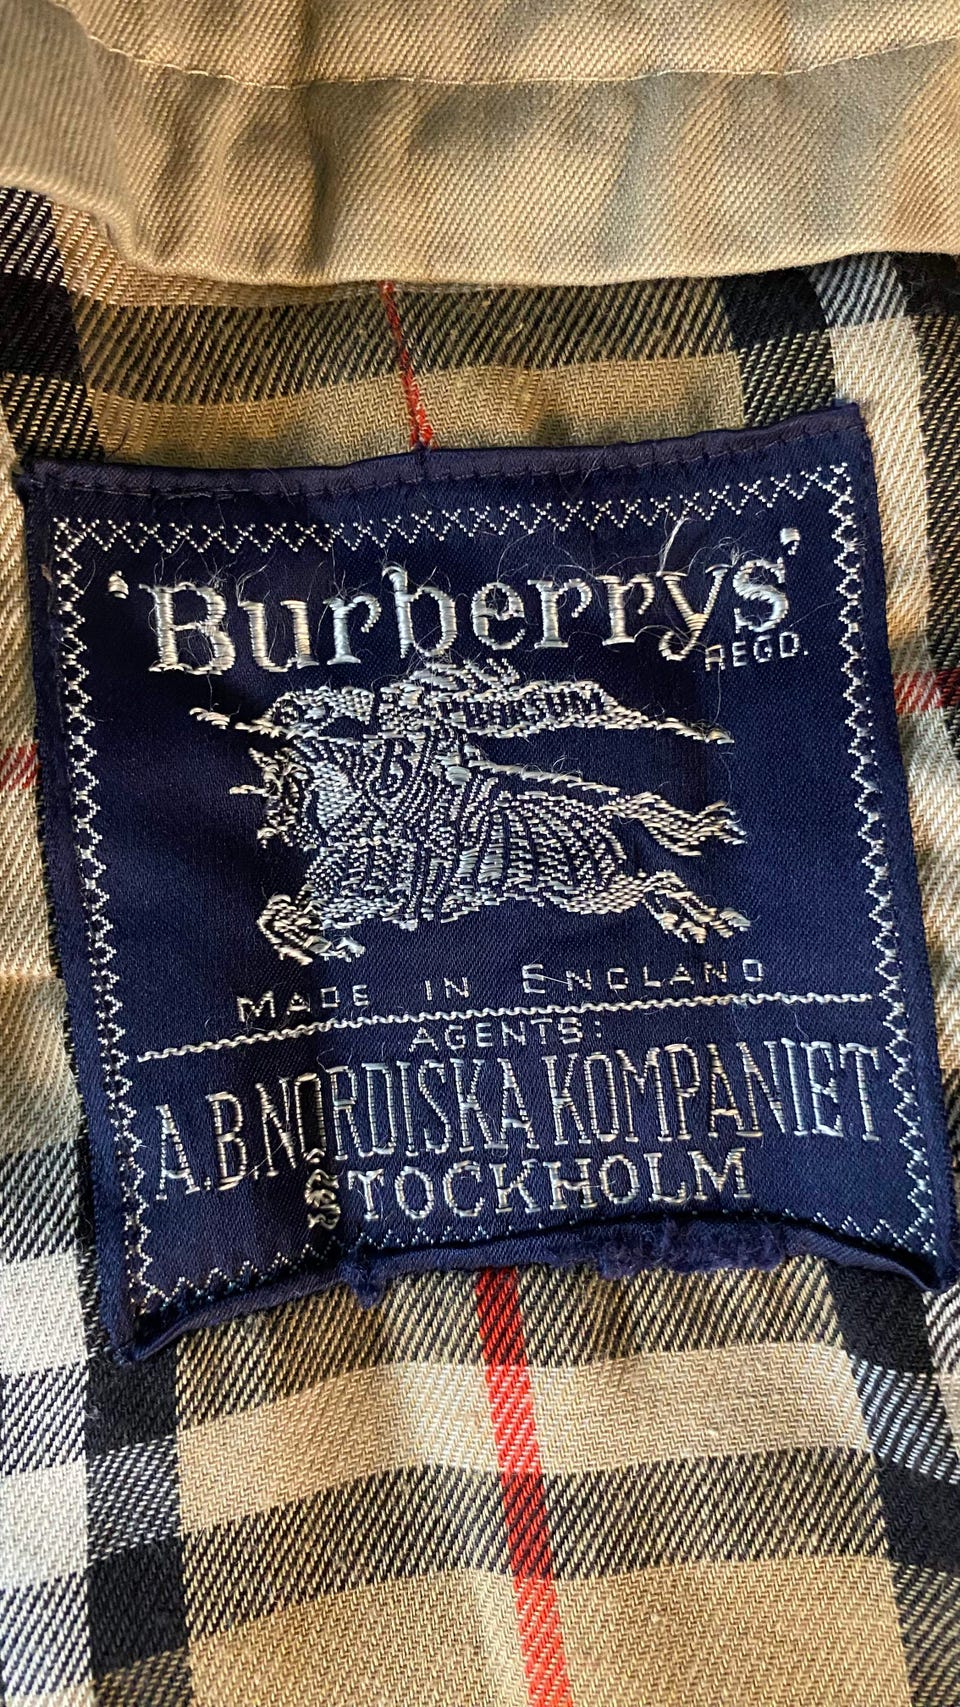 'Burberrys'
REGD.
PRORSUM
MADE IN ENGLAND
AGENTS:
A.B. NORDISKA KOMPANIET
STOCKHOLM